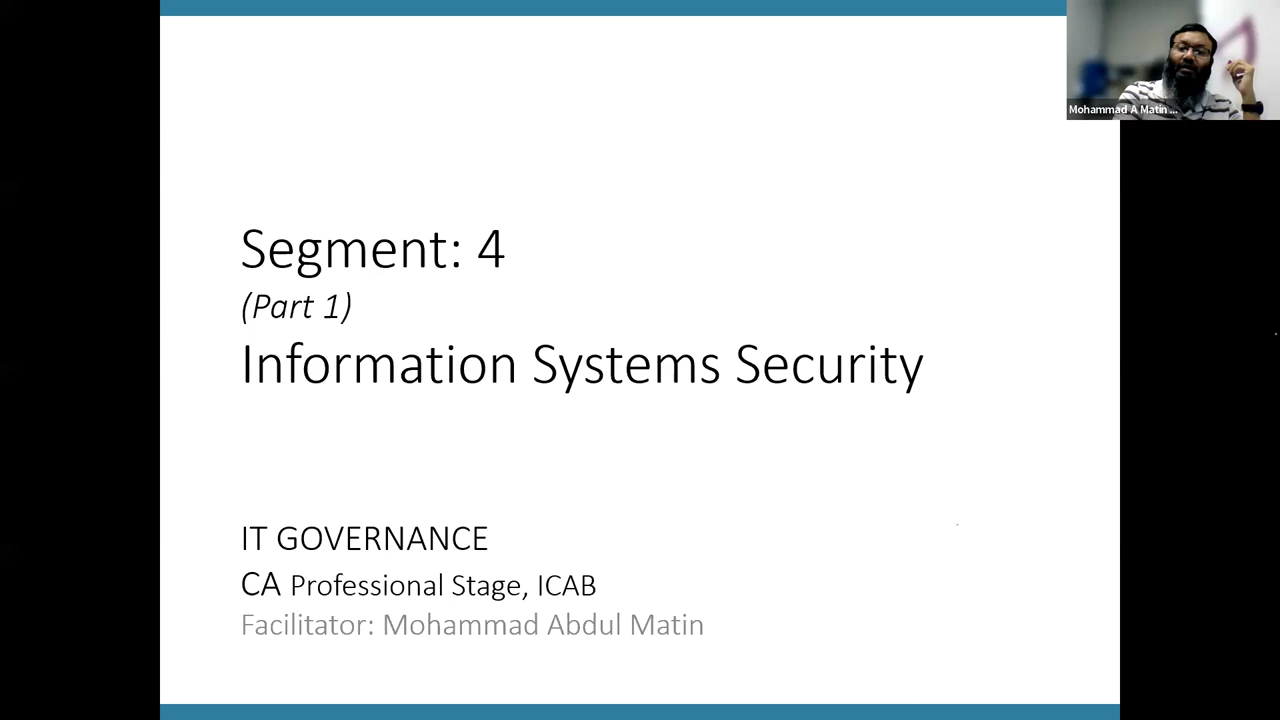 Mohammad A Matin ...
Segment: 4
(Part 1)
Information Systems Security
IT GOVERNANCE
CA Professional Stage, ICAB
Facilitator: Mohammad Abdul Matin